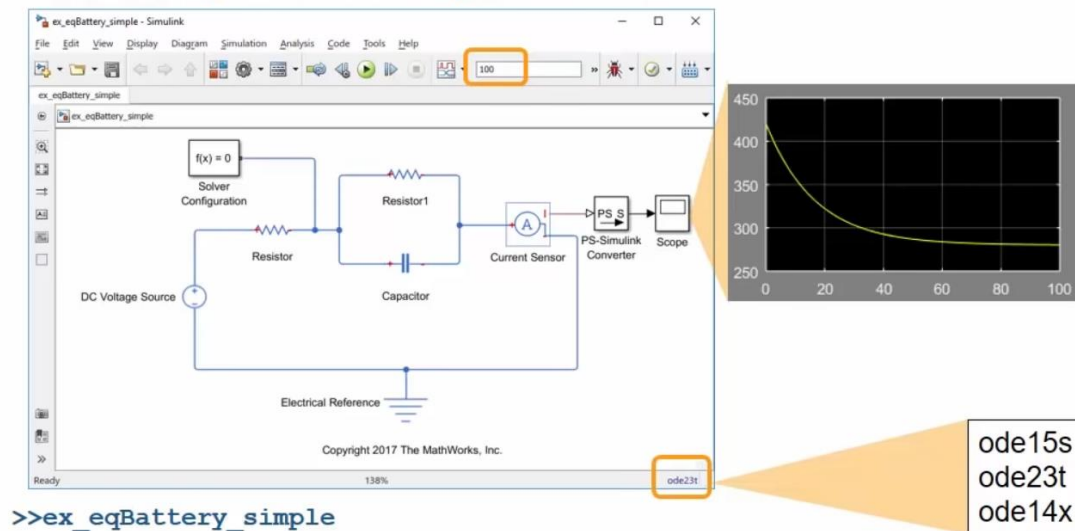 ex_eqBattery_simple - Simulink
File Edit View Display Diagram Simulation Analysis Code Tools Help
100
»
ex_eqBattery_simple
ex_eqBattery_simple
f(x) = 0
Solver
Configuration
Resistor1
Resistor
A
I
Current Sensor
PS S
PS-Simulink
Converter
Scope
DC Voltage Source
Capacitor
Electrical Reference
Copyright 2017 The MathWorks, Inc.
»
Ready 138% ode23t
450
400
350
300
250
0 20 40 60 80 100
ode15s
ode23t
ode14x
>>ex_eqBattery_simple